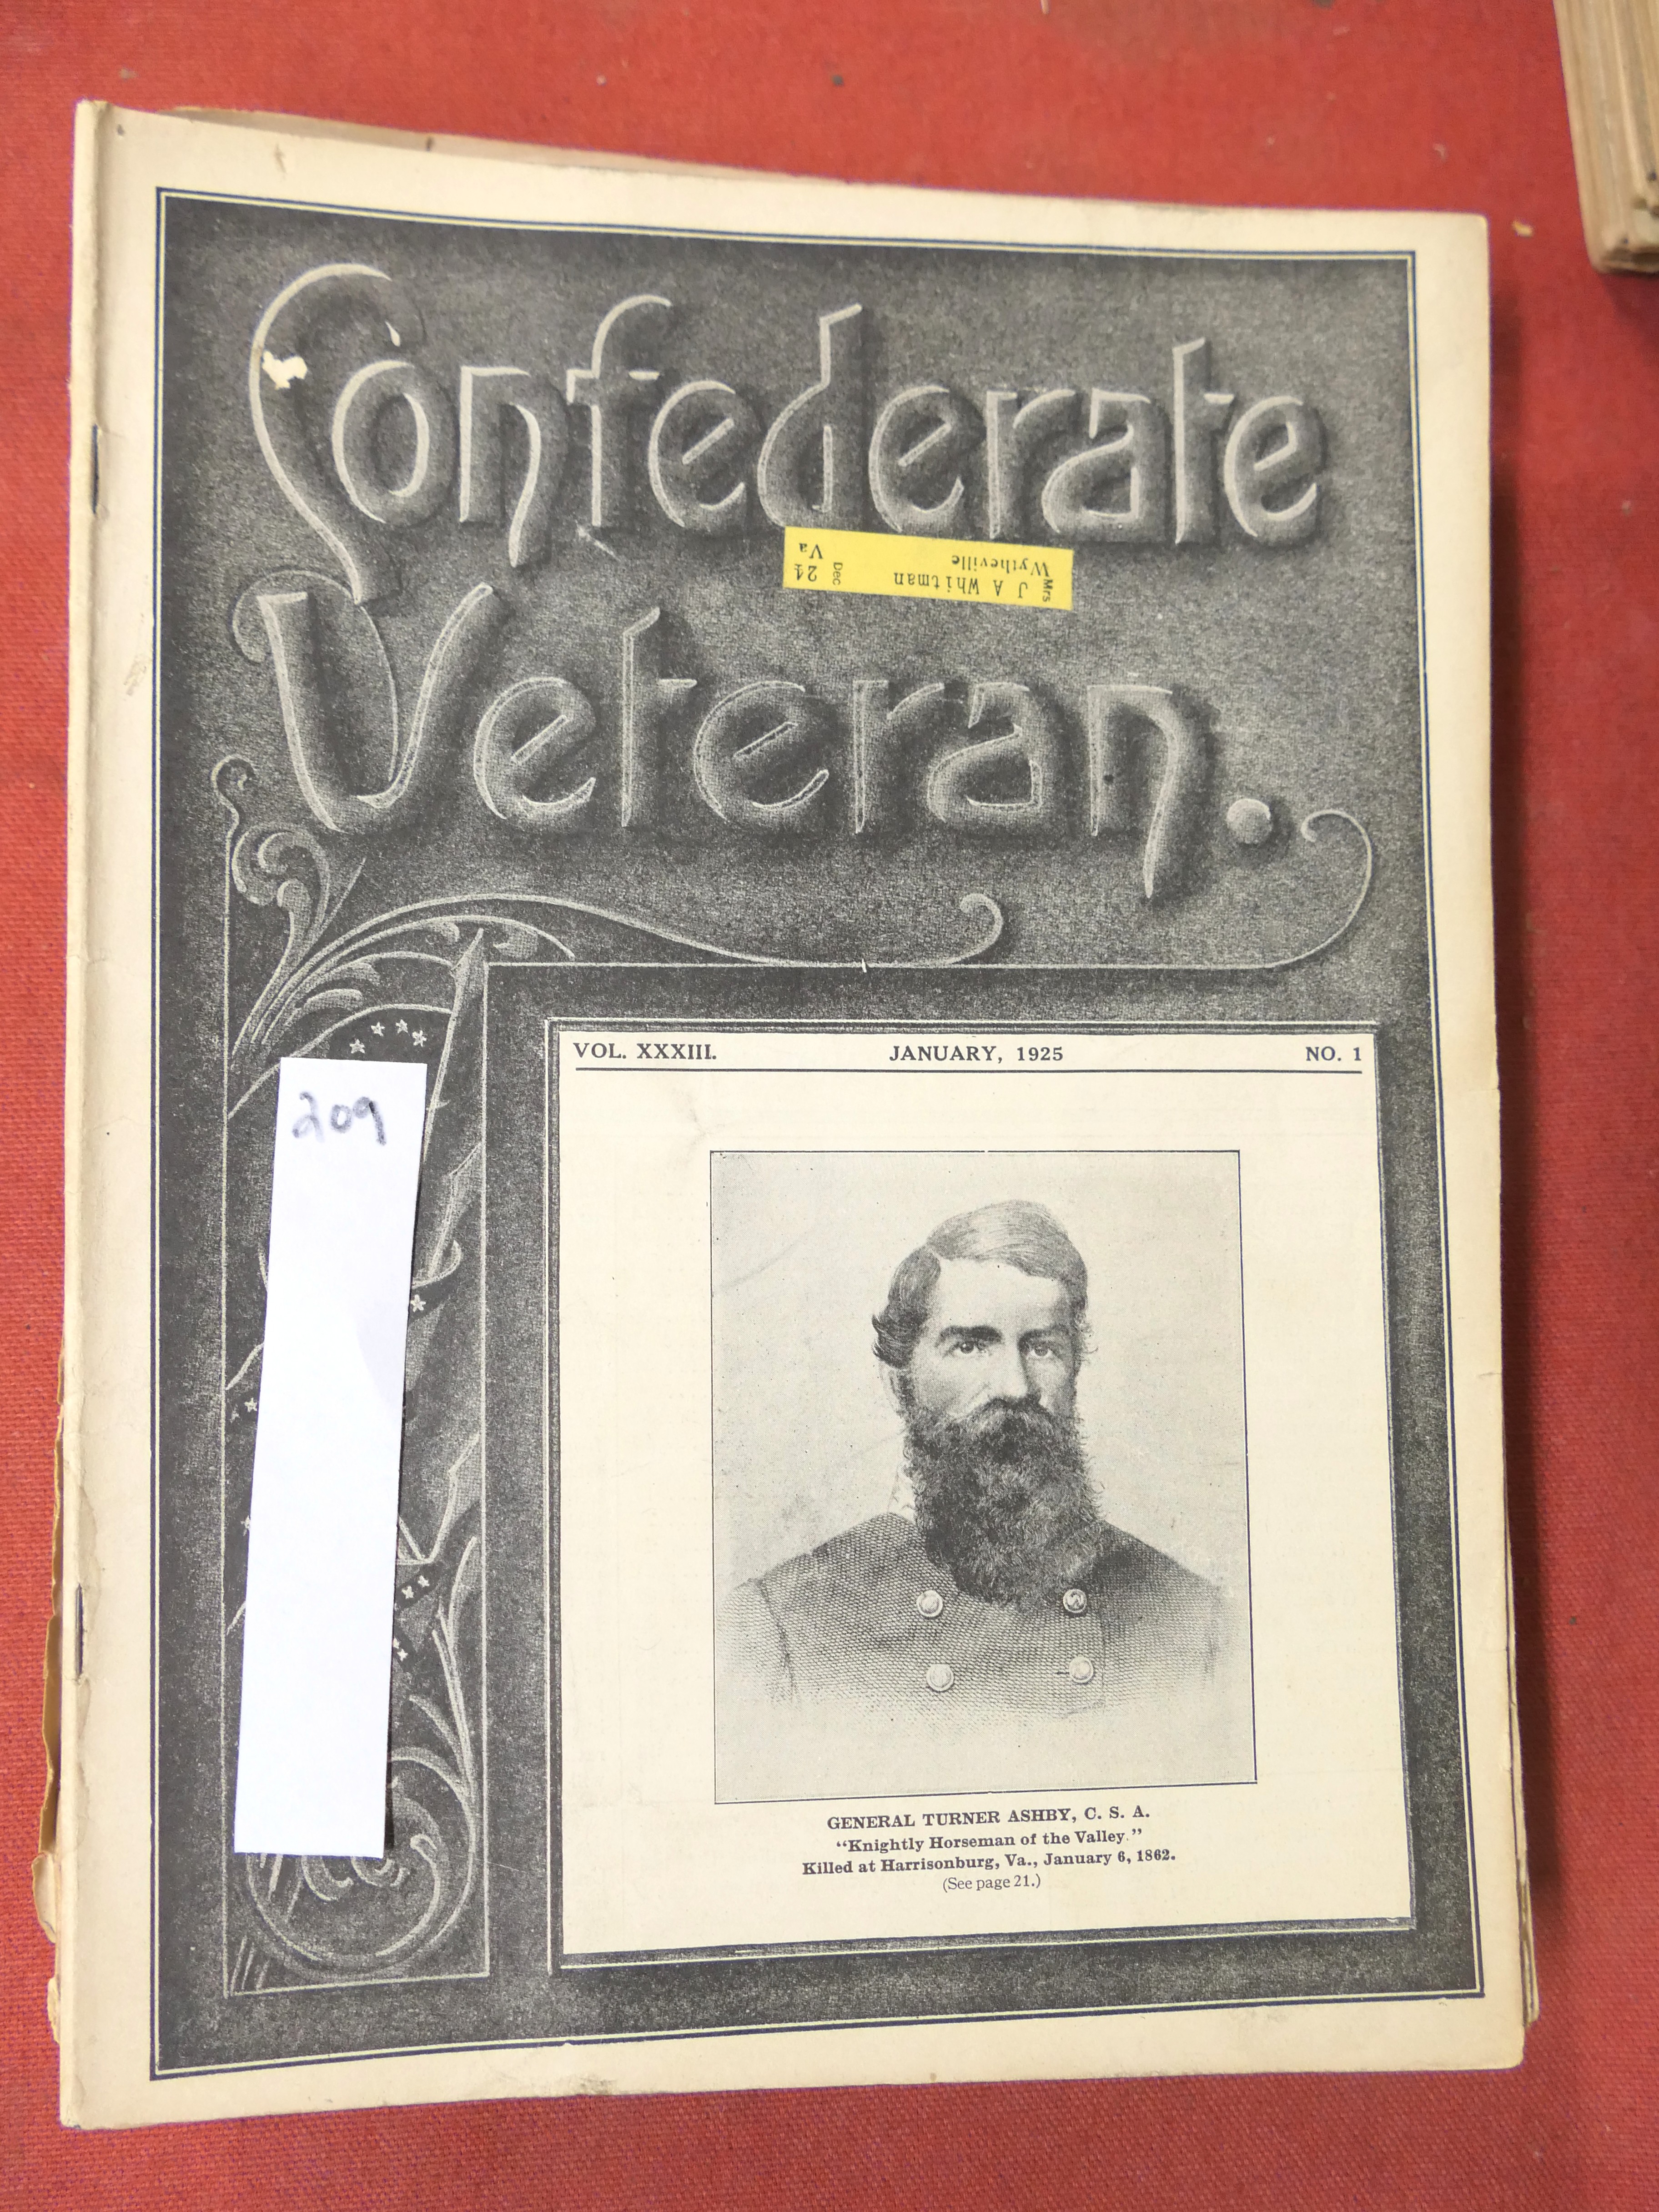 Confederate
Mrs
J A Whitman Dec 24
Wytheville Va
Veteran.
VOL. XXXIII. JANUARY, 1925 NO. 1
209
GENERAL TURNER ASHBY, C. S. A.
"Knightly Horseman of the Valley."
Killed at Harrisonburg, Va., January 6, 1862.
(See page 21.)